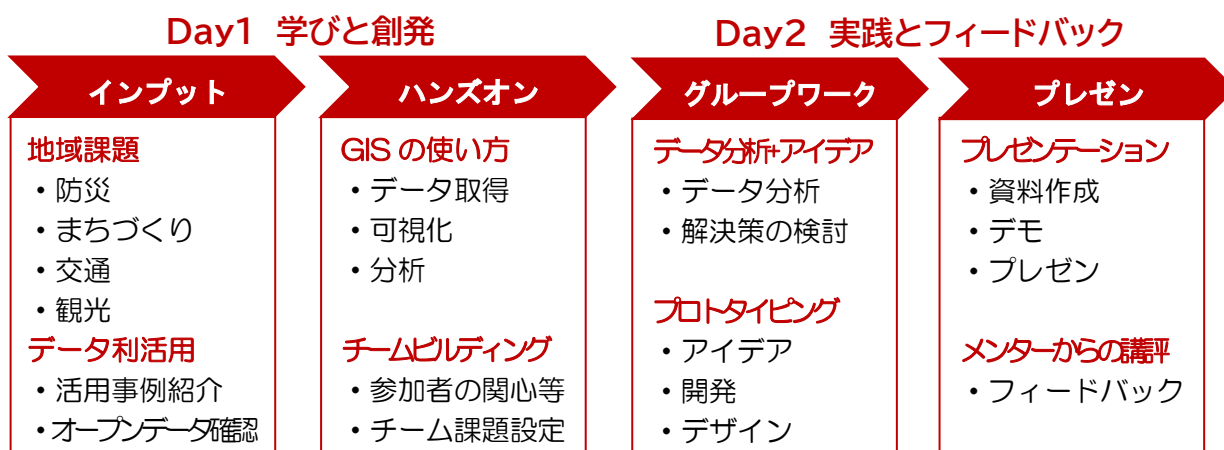 Day1 学びと創発
Day2 実践とフィードバック
インプット
地域課題
・防災
・まちづくり
・交通
・観光
データ利活用
・活用事例紹介
・オープンデータ確認
ハンズオン
GIS の使い方
・データ取得
・可視化
・分析
チームビルディング
・参加者の関心等
・チーム課題設定
グループワーク
データ分析+アイデア
・データ分析
・解決策の検討
プロトタイピング
・アイデア
・開発
・デザイン
プレゼン
プレゼンテーション
・資料作成
・デモ
・プレゼン
メンターからの講評
・フィードバック